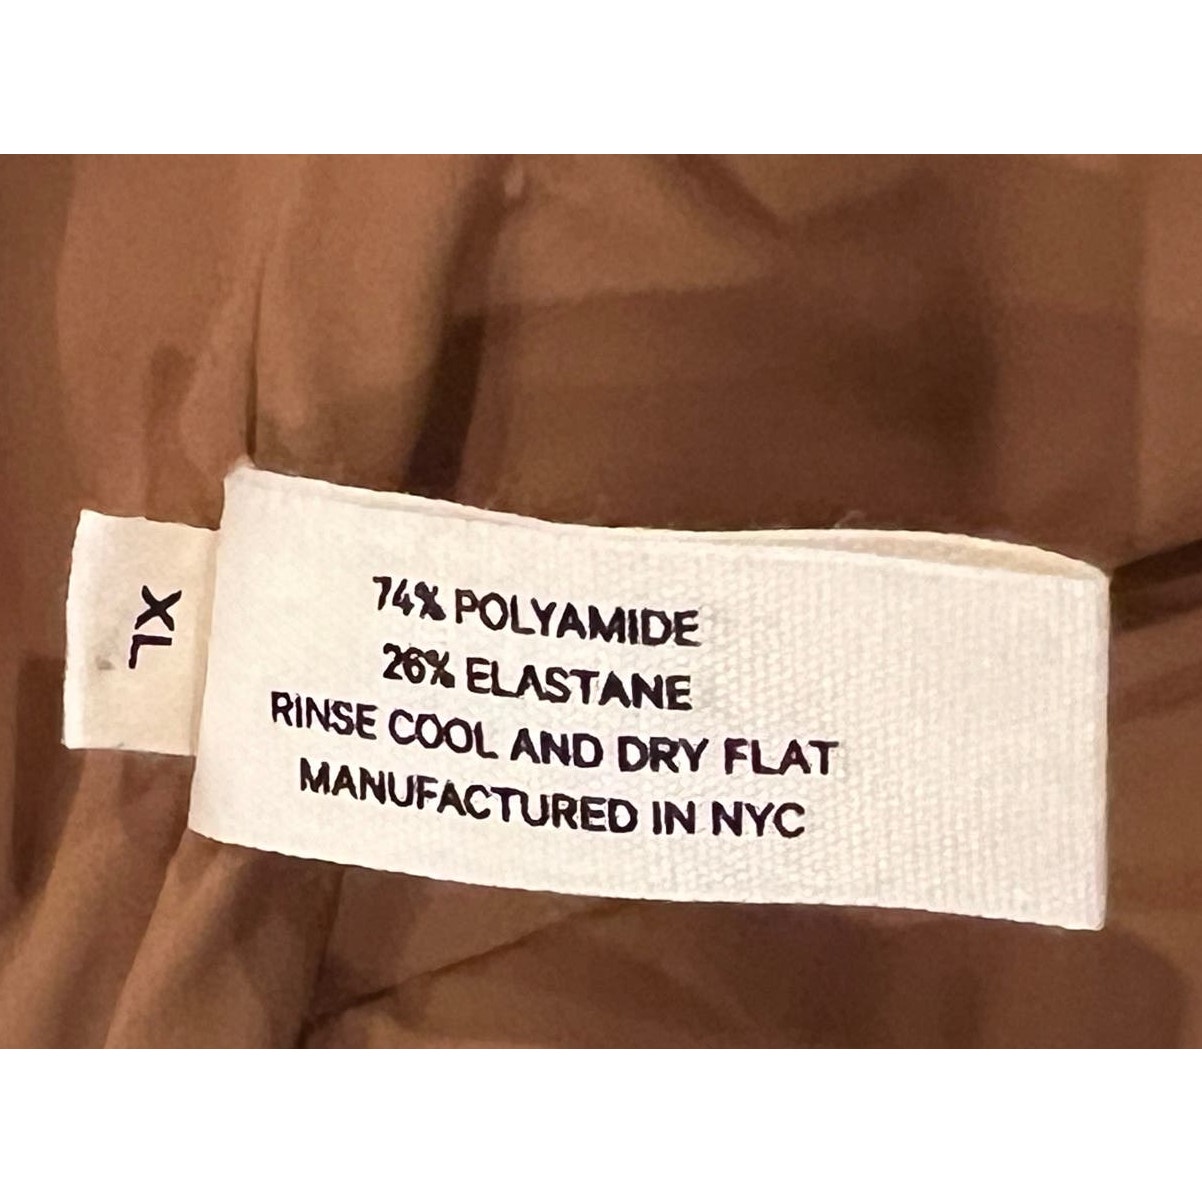 XL
74% POLYAMIDE
26% ELASTANE
RINSE COOL AND DRY FLAT
MANUFACTURED IN NYC